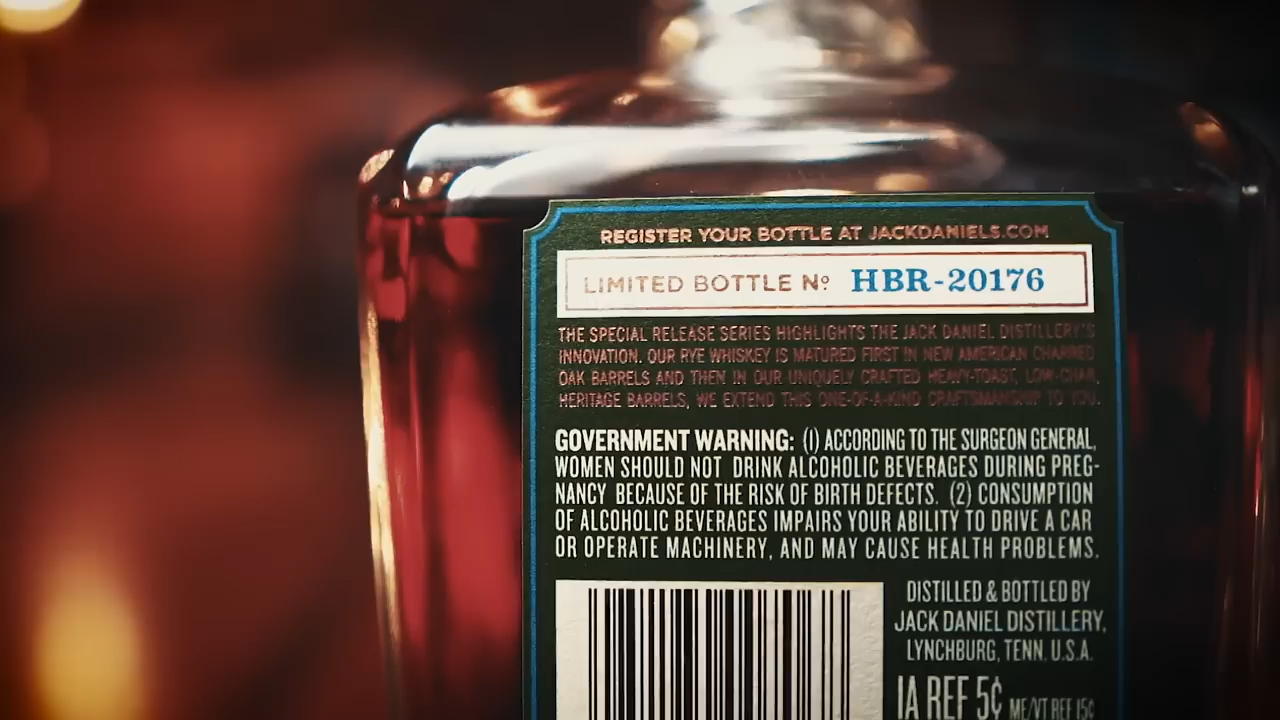 REGISTER YOUR BOTTLE AT JACKDANIELS.COM
LIMITED BOTTLE Nº HBR-20176
THE SPECIAL RELEASE SERIES HIGHLIGHTS THE JACK DANIEL DISTILLERY'S
INNOVATION. OUR RYE WHISKEY IS MATURED FIRST IN NEW AMERICAN CHARRED
OAK BARRELS AND THEN IN OUR UNIQUELY CRAFTED HEAVY-TOAST, LOW-CHAR,
HERITAGE BARRELS, WE EXTEND THIS ONE-OF-A-KIND CRAFTSMANSHIP TO YOU.
GOVERNMENT WARNING: (1) ACCORDING TO THE SURGEON GENERAL,
WOMEN SHOULD NOT DRINK ALCOHOLIC BEVERAGES DURING PREG-
NANCY BECAUSE OF THE RISK OF BIRTH DEFECTS. (2) CONSUMPTION
OF ALCOHOLIC BEVERAGES IMPAIRS YOUR ABILITY TO DRIVE A CAR
OR OPERATE MACHINERY, AND MAY CAUSE HEALTH PROBLEMS.
DISTILLED & BOTTLED BY
JACK DANIEL DISTILLERY,
LYNCHBURG, TENN. U.S.A.
IA REF 5¢ ME/VT REF 15¢